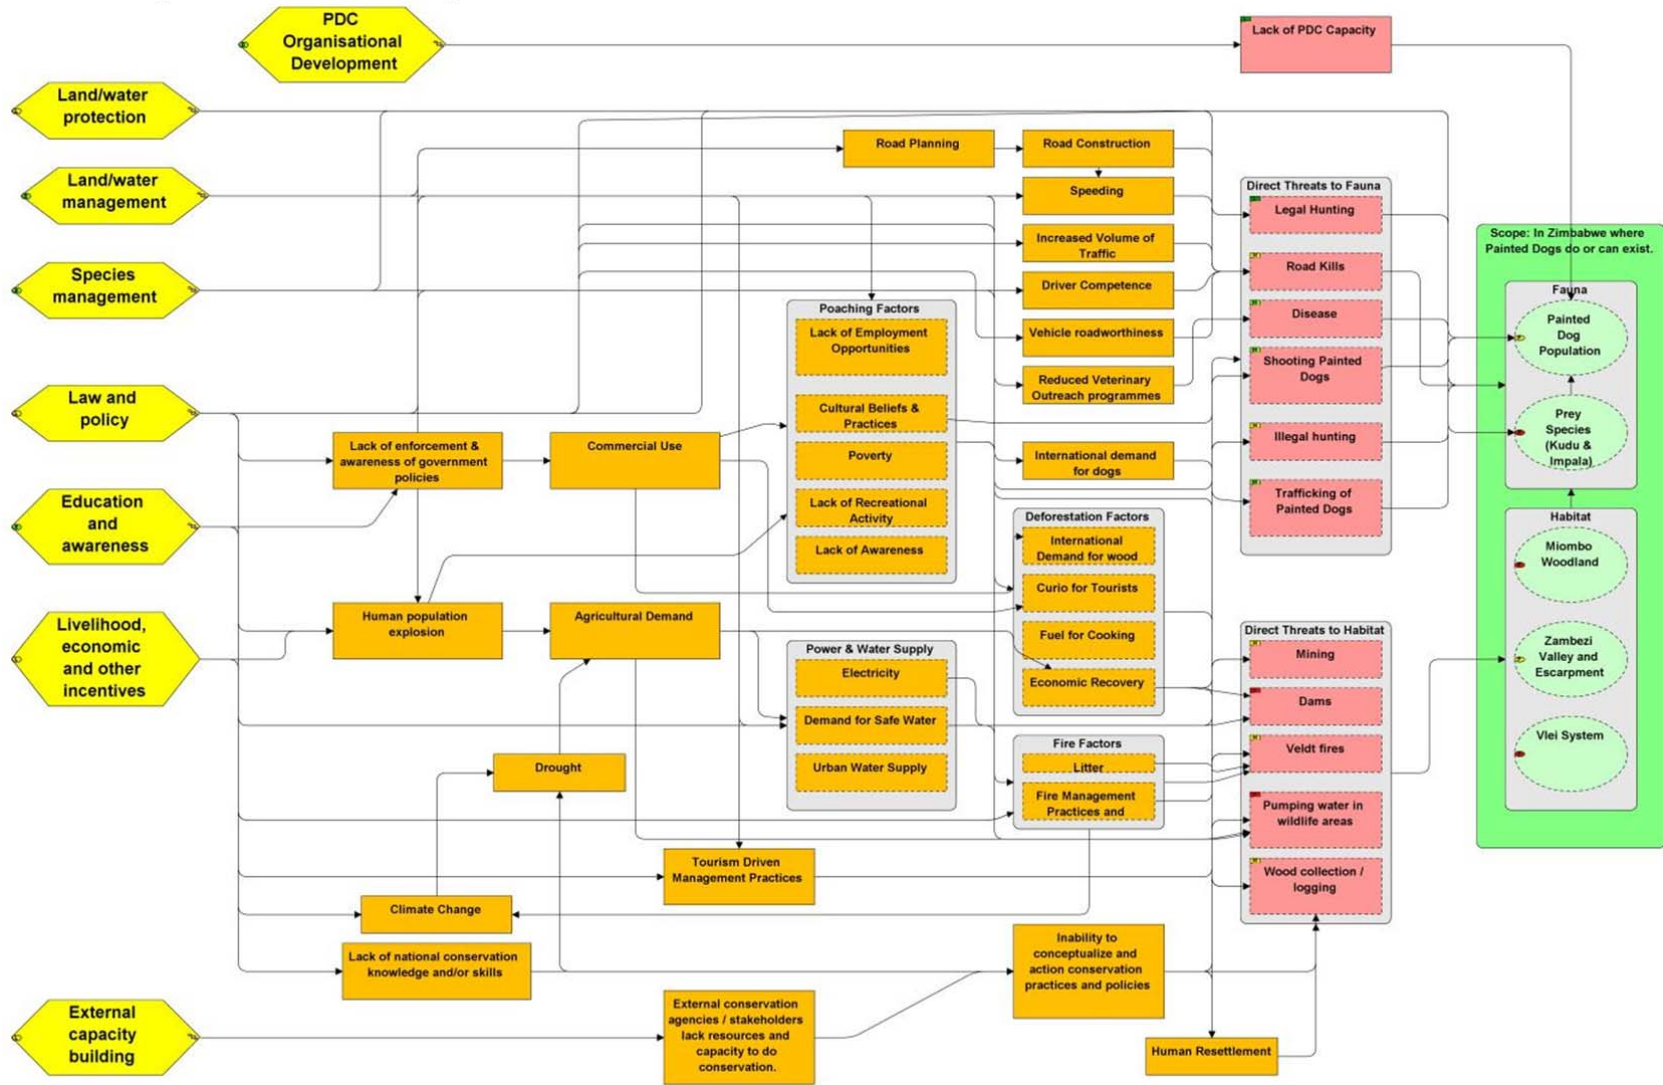 PDC
Organisational
Development
Lack of PDC Capacity
Land/water
protection
Land/water
management
Species
management
Law and
policy
Education
and
awareness
Livelihood,
economic
and other
incentives
External
capacity
building
Road Planning
Road Construction
Speeding
Increased Volume of
Traffic
Driver Competence
Vehicle roadworthiness
Reduced Veterinary
Outreach programmes
International demand
for dogs
Lack of enforcement &
awareness of government
policies
Commercial Use
Human population
explosion
Agricultural Demand
Drought
Tourism Driven
Management Practices
Climate Change
Lack of national conservation
knowledge and/or skills
External conservation
agencies / stakeholders
lack resources and
capacity to do
conservation.
Inability to
conceptualize and
action conservation
practices and policies
Human Resettlement
Poaching Factors
Lack of Employment
Opportunities
Cultural Beliefs &
Practices
Poverty
Lack of Recreational
Activity
Lack of Awareness
Power & Water Supply
Electricity
Demand for Safe Water
Urban Water Supply
Deforestation Factors
International
Demand for wood
Curio for Tourists
Fuel for Cooking
Economic Recovery
Fire Factors
Litter
Fire Management
Practices and
Direct Threats to Fauna
Legal Hunting
Road Kills
Disease
Shooting Painted
Dogs
Illegal hunting
Trafficking of
Painted Dogs
Direct Threats to Habitat
Mining
Dams
Veldt fires
Pumping water in
wildlife areas
Wood collection /
logging
Scope: In Zimbabwe where
Painted Dogs do or can exist.
Fauna
Painted
Dog
Population
Prey
Species
(Kudu &
Impala)
Habitat
Miombo
Woodland
Zambezi
Valley and
Escarpment
Vlei System